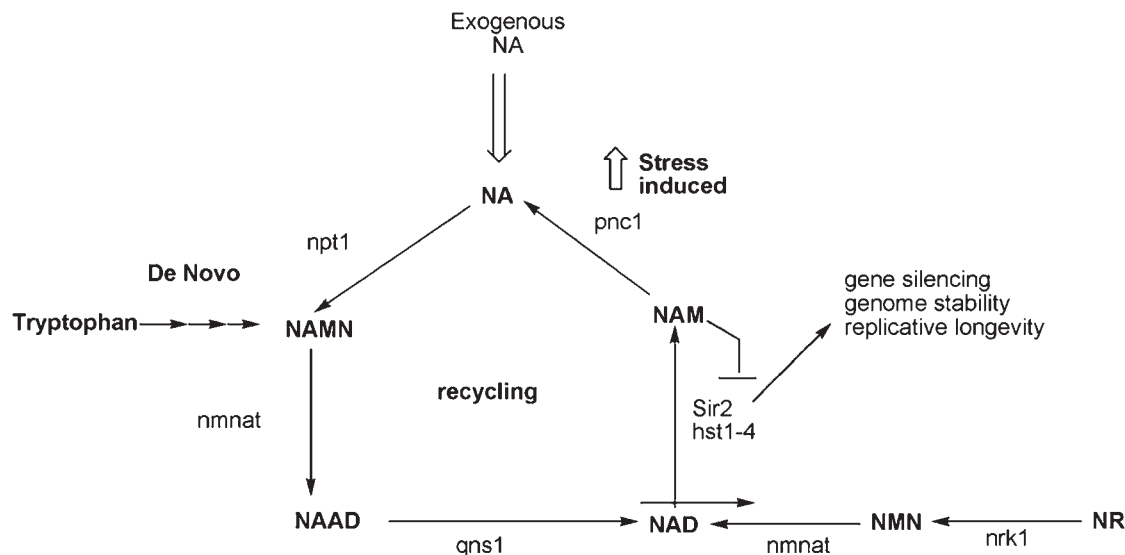 Exogenous
NA
Stress
induced
NA
pnc1
npt1
De Novo
gene silencing
genome stability
replicative longevity
Tryptophan
NAMN
NAM
recycling
Sir2
hst1-4
nmnat
NAAD
qns1
NAD
nmnat
NMN
nrk1
NR